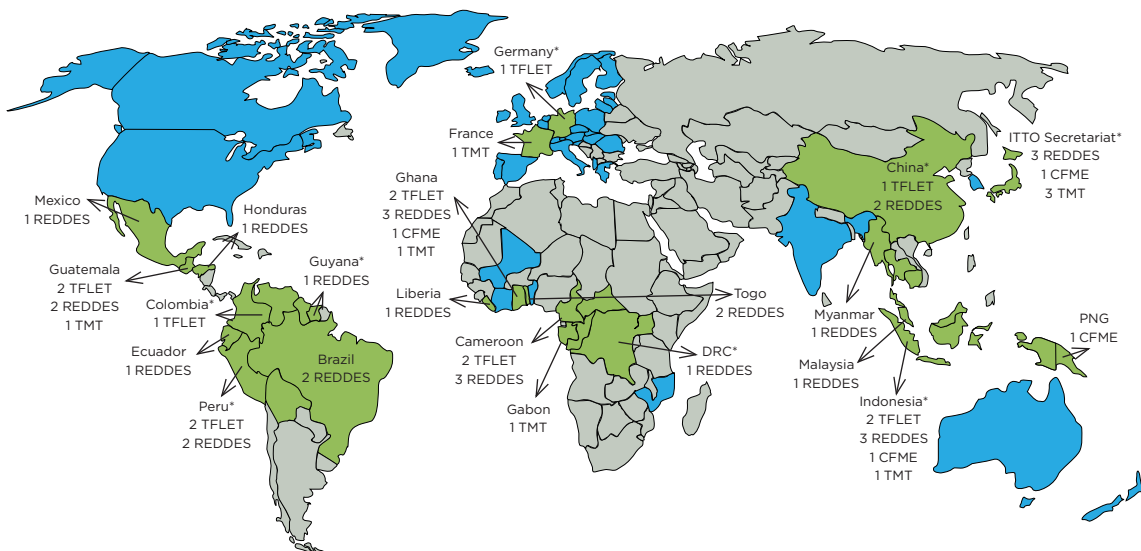 Germany*
1 TFLET
France
1 TMT
Ghana
2 TFLET
3 REDDES
1 CFME
1 TMT
ITTO Secretariat*
3 REDDES
1 CFME
3 TMT
China*
1 TFLET
2 REDDES
Mexico
1 REDDES
Honduras
1 REDDES
Guatemala
2 TFLET
2 REDDES
1 TMT
Guyana*
1 REDDES
Colombia*
1 TFLET
Ecuador
1 REDDES
Brazil
2 REDDES
Peru*
2 TFLET
2 REDDES
Liberia
1 REDDES
Togo
2 REDDES
Cameroon
2 TFLET
3 REDDES
DRC*
1 REDDES
Gabon
1 TMT
Myanmar
1 REDDES
Malaysia
1 REDDES
Indonesia*
2 TFLET
3 REDDES
1 CFME
1 TMT
PNG
1 CFME